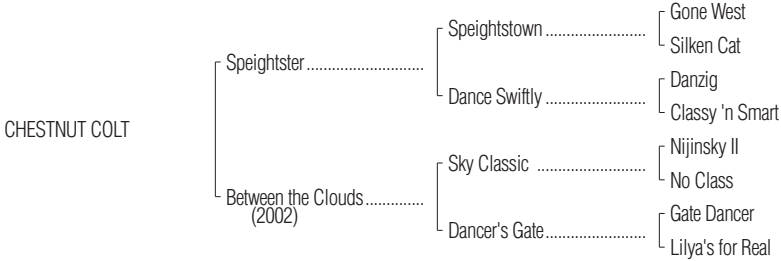 Gone West
Speightstown
Silken Cat
Speightster
Danzig
Dance Swiftly
Classy 'n Smart
CHESTNUT COLT
Nijinsky II
Sky Classic
No Class
Between the Clouds
(2002)
Gate Dancer
Dancer's Gate
Lilya's for Real